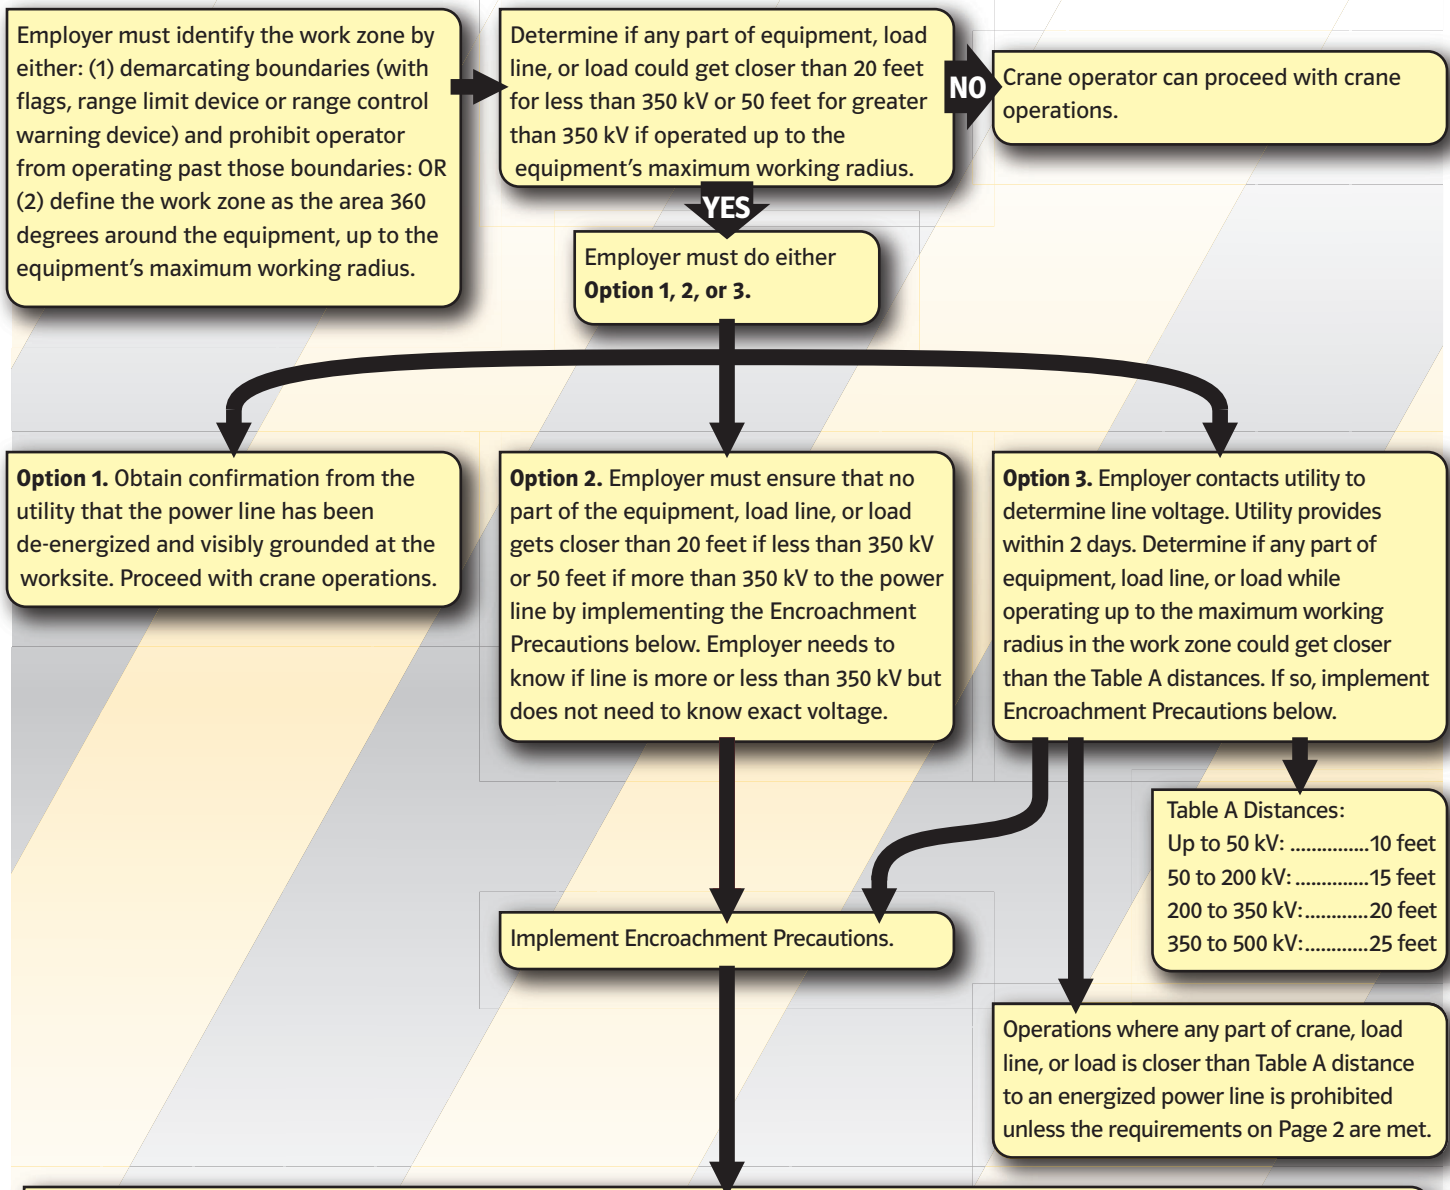 Employer must identify the work zone by
either: (1) demarcating boundaries (with
flags, range limit device or range control
warning device) and prohibit operator
from operating past those boundaries: OR
(2) define the work zone as the area 360
degrees around the equipment, up to the
equipment's maximum working radius.
Determine if any part of equipment, load
line, or load could get closer than 20 feet
for less than 350 kV or 50 feet for greater
than 350 kV if operated up to the
equipment's maximum working radius.
NO
Crane operator can proceed with crane
operations.
YES
Employer must do either
Option 1, 2, or 3.
Option 1. Obtain confirmation from the
utility that the power line has been
de-energized and visibly grounded at the
worksite. Proceed with crane operations.
Option 2. Employer must ensure that no
part of the equipment, load line, or load
gets closer than 20 feet if less than 350 kV
or 50 feet if more than 350 kV to the power
line by implementing the Encroachment
Precautions below. Employer needs to
know if line is more or less than 350 kV but
does not need to know exact voltage.
Option 3. Employer contacts utility to
determine line voltage. Utility provides
within 2 days. Determine if any part of
equipment, load line, or load while
operating up to the maximum working
radius in the work zone could get closer
than the Table A distances. If so, implement
Encroachment Precautions below.
Table A Distances:
Up to 50 kV: ...............10 feet
50 to 200 kV: ..............15 feet
200 to 350 kV:............20 feet
350 to 500 kV:............25 feet
Implement Encroachment Precautions.
Operations where any part of crane, load
line, or load is closer than Table A distance
to an energized power line is prohibited
unless the requirements on Page 2 are met.